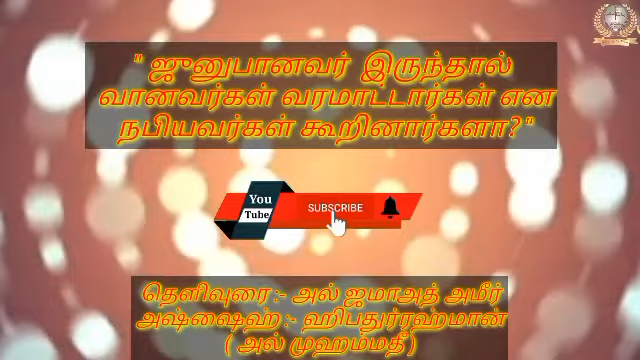 " ஜுனுபானவர் இருந்தால்
வானவர்கள் வரமாட்டார்கள் என
நபியவர்கள் கூறினார்களா? "
You
Tube
SUBSCRIBE
தெளிவுரை :- அல் ஜமாஅத் அமீர்
அஷ்ஷைஹ் :- ஹிபதுர்ரஹ்மான்
( அல் முஹம்மதீ )